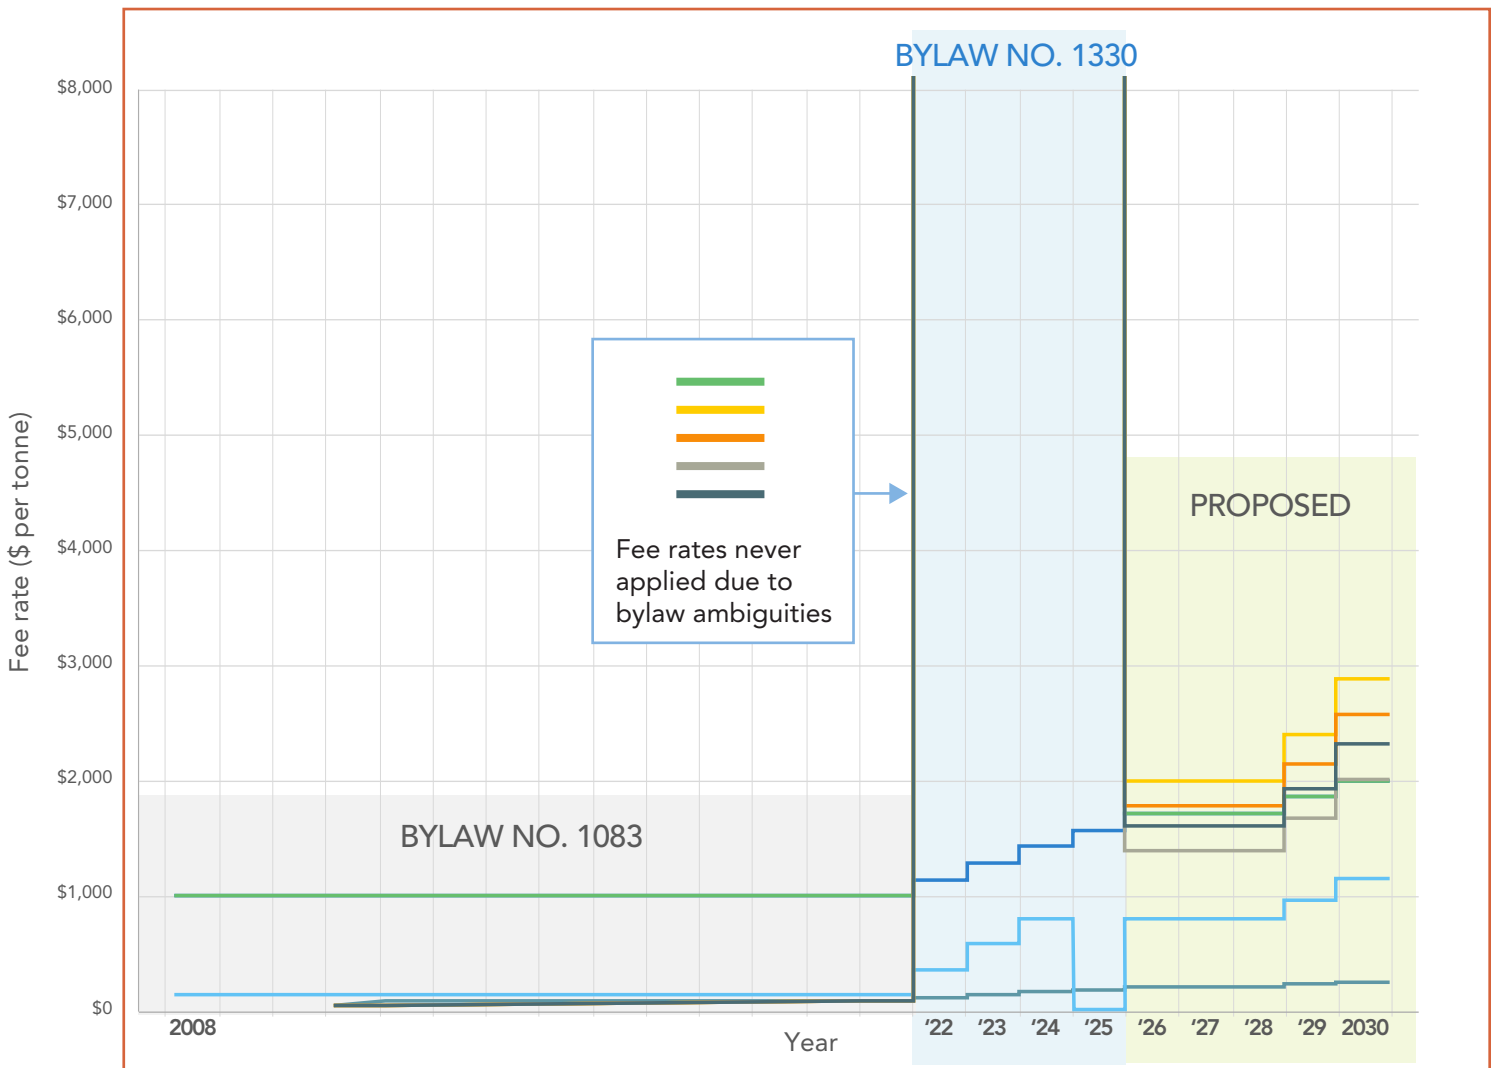 BYLAW NO. 1330
$8,000
$7,000
$6,000
$5,000
$4,000
$3,000
$2,000
$1,000
$0
Fee rate ($ per tonne)
Fee rates never
applied due to
bylaw ambiguities
PROPOSED
BYLAW NO. 1083
2008
‘22
‘23
‘24
‘25
‘26
‘27
‘28
‘29
2030
Year